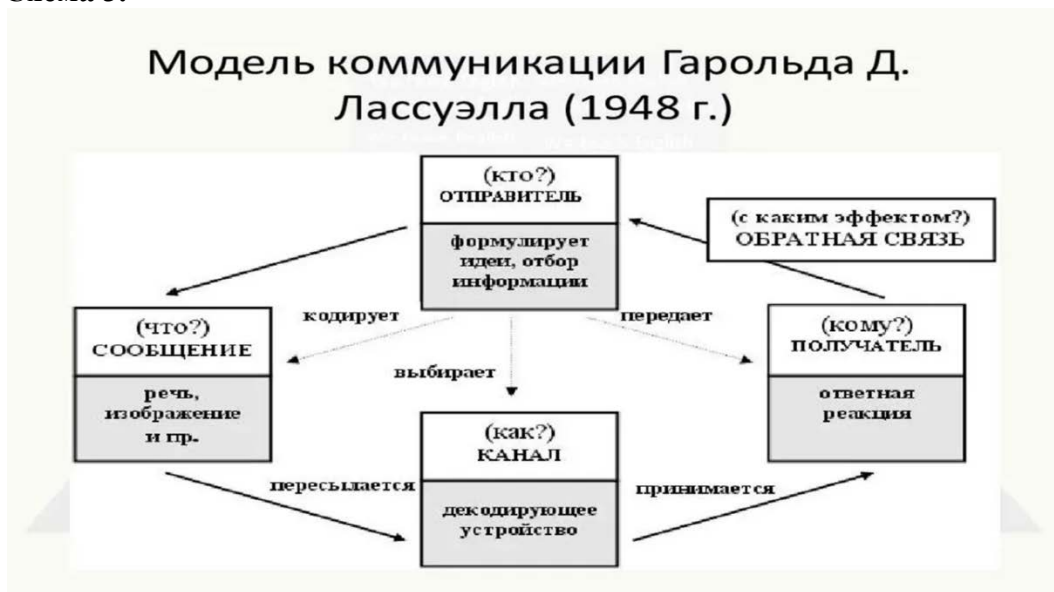 Модель коммуникации Гарольда Д.
Лассуэлла (1948 г.)
(кто?)
ОТПРАВИТЕЛЬ
формулирует
идеи, отбор
информации
(с каким эффектом?)
ОБРАТНАЯ СВЯЗЬ
кодирует
передает
выбирает
(что?)
СООБЩЕНИЕ
речь,
изображение
и пр.
(кому?)
ПОЛУЧАТЕЛЬ
ответная
реакция
(как?)
КАНАЛ
декодирующее
устройство
пересылается
принимается